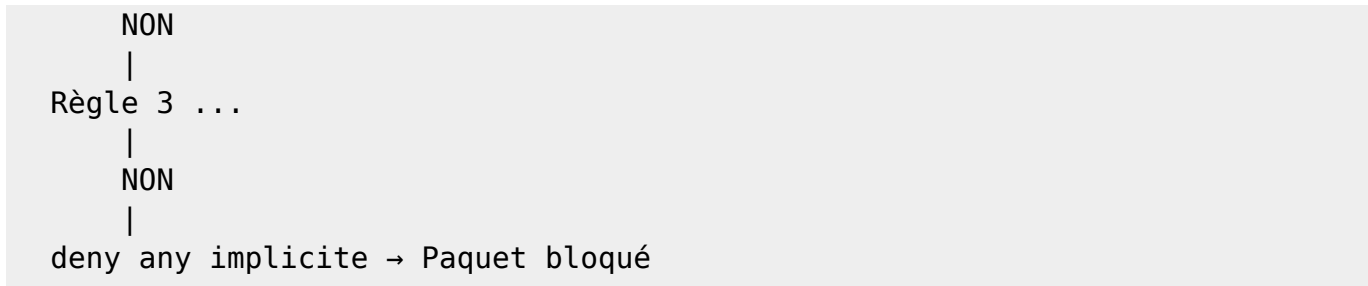 NON
|
Règle 3 ...
|
NON
|
deny any implicite → Paquet bloqué